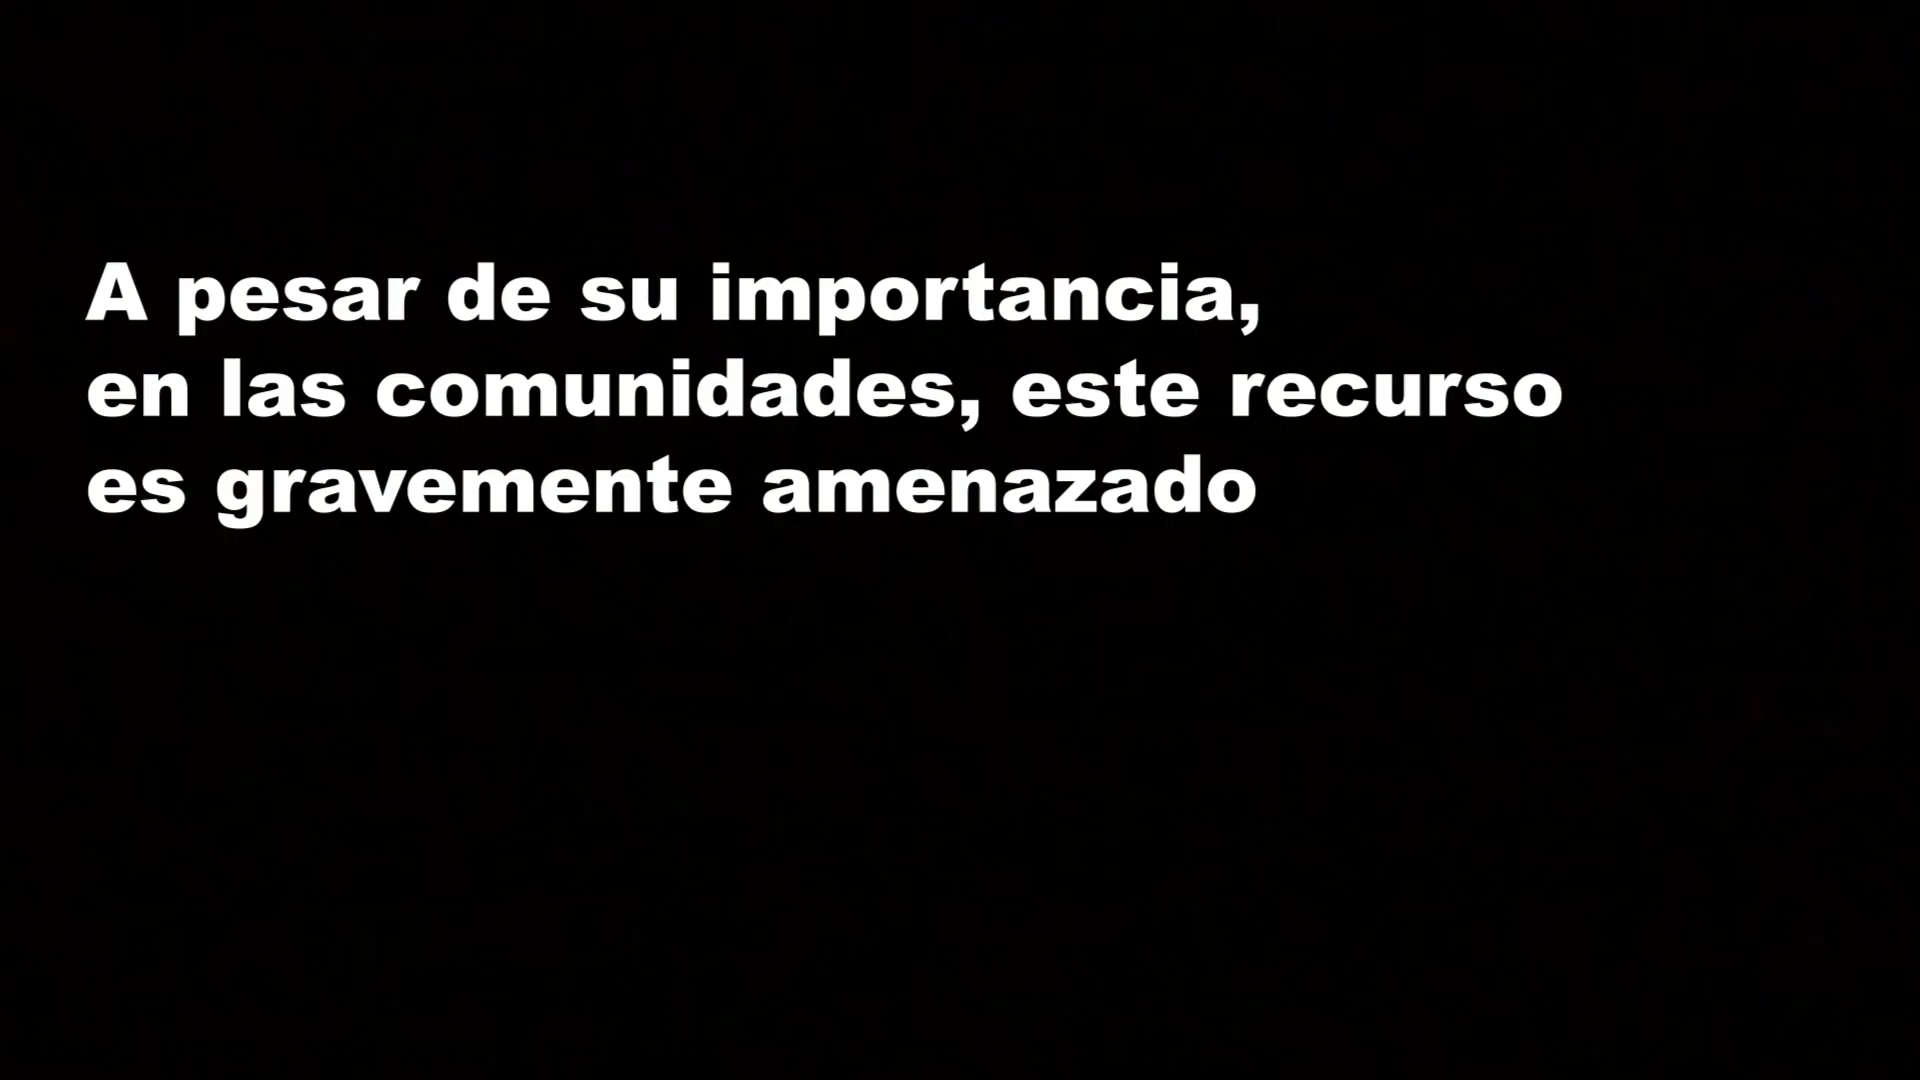 A pesar de su importancia,
en las comunidades, este recurso
es gravemente amenazado